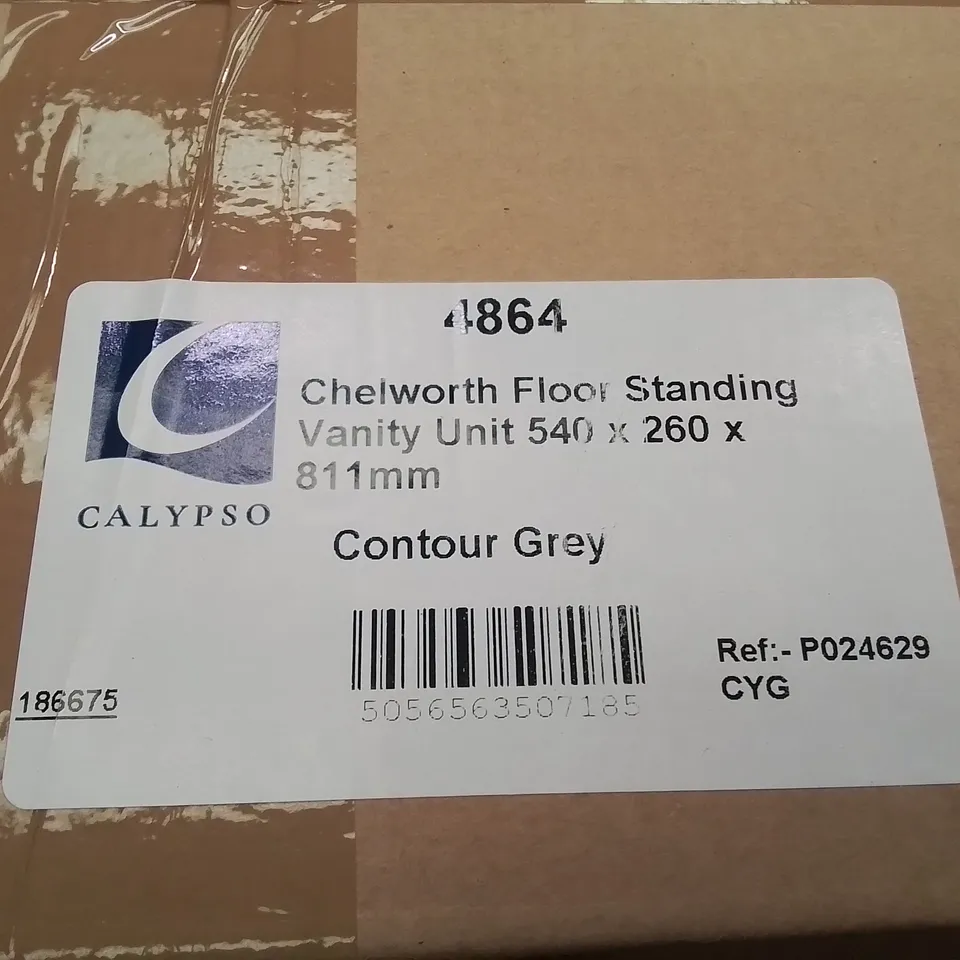 4864
Chelworth Floor Standing
Vanity Unit 540 x 260 x
811mm
CALYPSO
Contour Grey
Ref:- P024629
CYG
186675
5056563507185